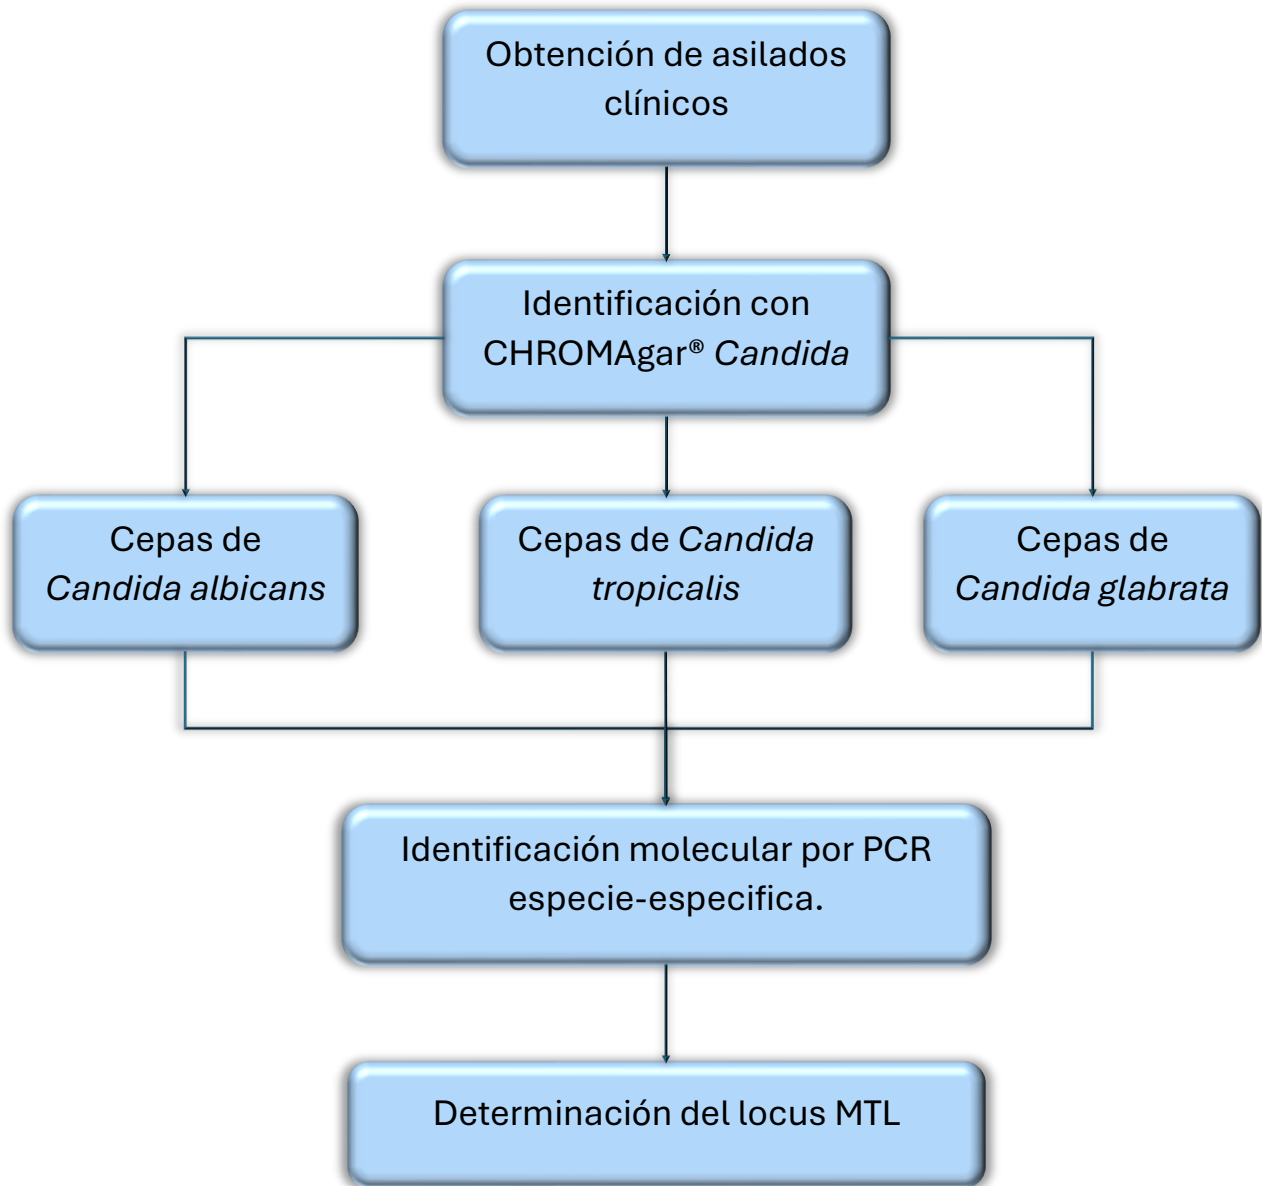 Obtención de asilados
clínicos
Identificación con
CHROMAgar® Candida
Cepas de
Candida albicans
Cepas de Candida
tropicalis
Cepas de
Candida glabrata
Identificación molecular por PCR
especie-especifica.
Determinación del locus MTL